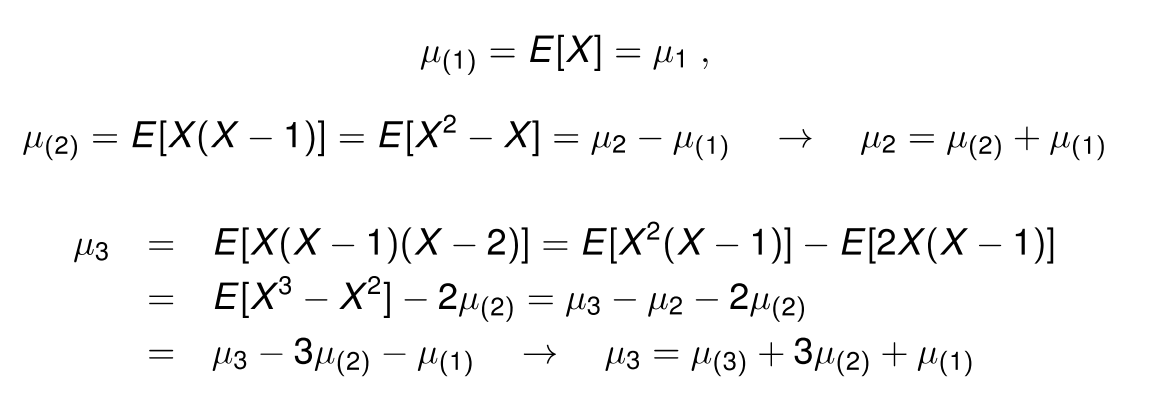 μ₍₁₎ = E[X] = μ₁ ,
μ₍₂₎ = E[X(X − 1)] = E[X² − X] = μ₂ − μ₍₁₎ → μ₂ = μ₍₂₎ + μ₍₁₎
μ₃ = E[X(X − 1)(X − 2)] = E[X²(X − 1)] − E[2X(X − 1)]
= E[X³ − X²] − 2μ₍₂₎ = μ₃ − μ₂ − 2μ₍₂₎
= μ₃ − 3μ₍₂₎ − μ₍₁₎ → μ₃ = μ₍₃₎ + 3μ₍₂₎ + μ₍₁₎